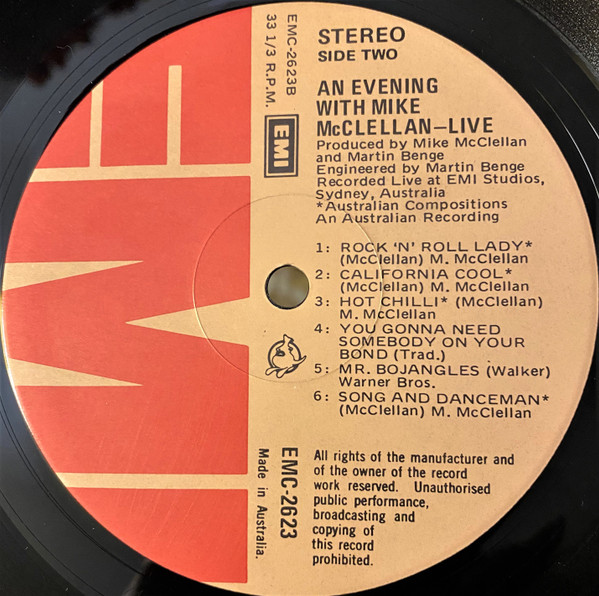 STEREO
SIDE TWO
AN EVENING
WITH MIKE
McCLELLAN—LIVE
Produced by Mike McClellan
and Martin Benge
Engineered by Martin Benge
Recorded Live at EMI Studios,
Sydney, Australia
*Australian Compositions
An Australian Recording
1: ROCK 'N' ROLL LADY*
(McClellan) M. McClellan
2: CALIFORNIA COOL*
(McClellan) M. McClellan
3: HOT CHILLI* (McClellan)
M. McClellan
4: YOU GONNA NEED
SOMEBODY ON YOUR
BOND (Trad.)
5: MR. BOJANGLES (Walker)
Warner Bros.
6: SONG AND DANCEMAN*
(McClellan) M. McClellan
All rights of the manufacturer and
of the owner of the record
work reserved. Unauthorised
public performance,
broadcasting and
copying of
this record
prohibited.
EMC-2623B
33 1/3 R.P.M.
EMI
EMC-2623
Made in Australia.
EMI